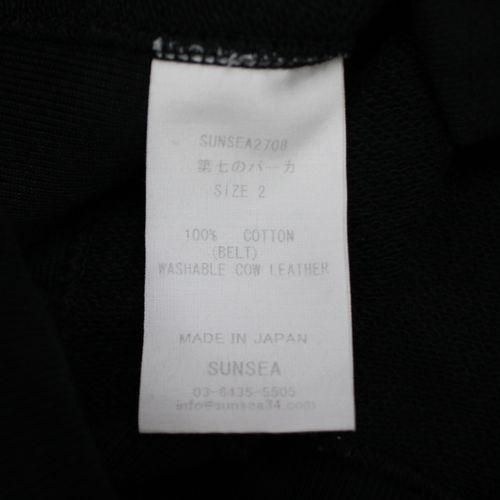 SUNSEA2708
第七のパーカ
SIZE 2
100% COTTON
(BELT)
WASHABLE COW LEATHER
MADE IN JAPAN
SUNSEA
03-6435-5505
info@sunsea34.com